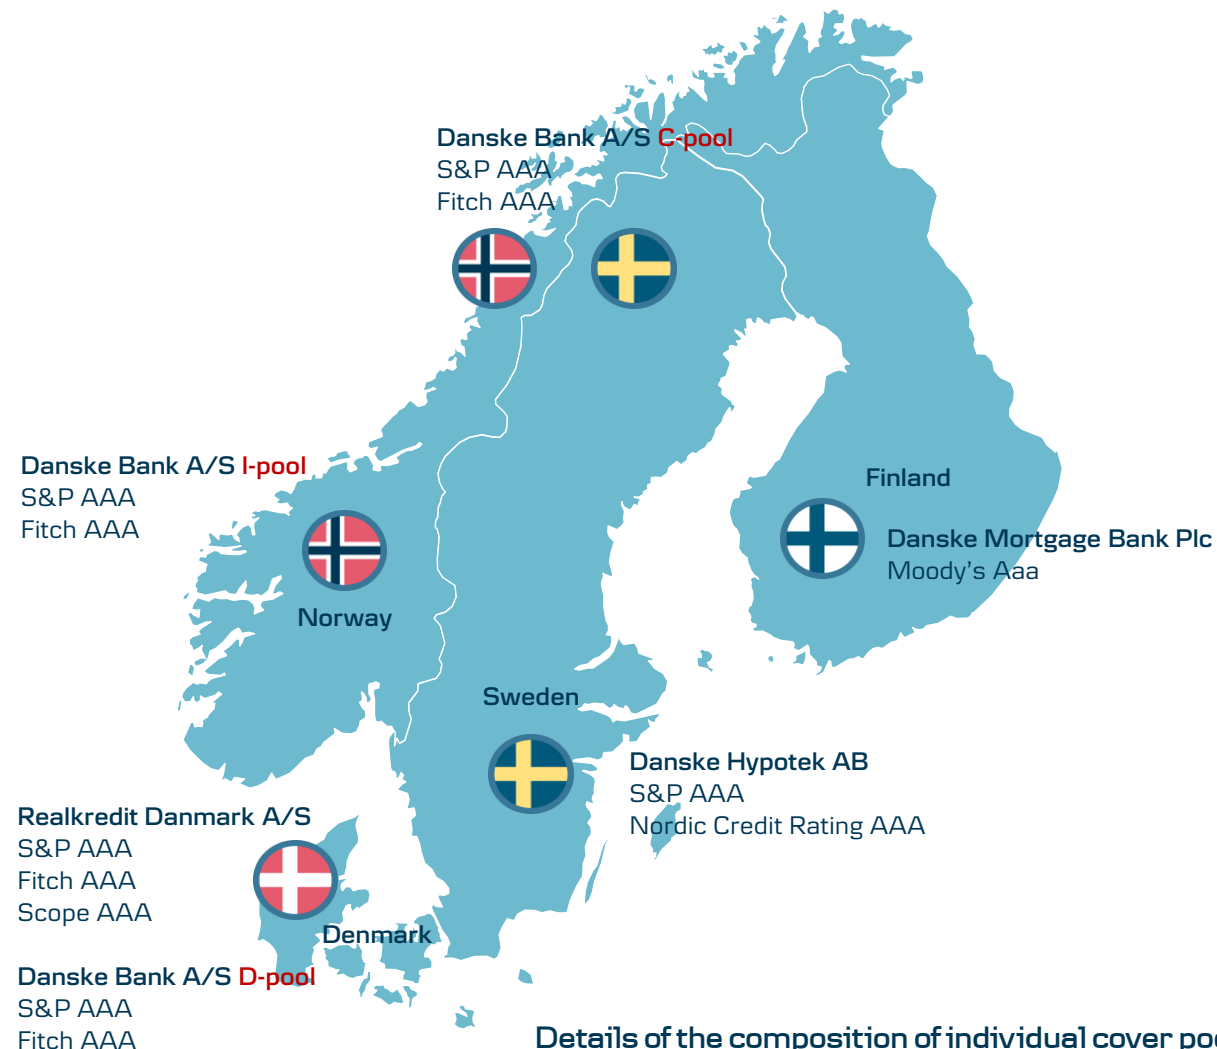 Danske Bank A/S C-pool
S&P AAA
Fitch AAA
Danske Bank A/S I-pool
S&P AAA
Fitch AAA
Norway
Finland
Danske Mortgage Bank Plc
Moody's Aaa
Sweden
Danske Hypotek AB
S&P AAA
Nordic Credit Rating AAA
Realkredit Danmark A/S
S&P AAA
Fitch AAA
Scope AAA
Denmark
Danske Bank A/S D-pool
S&P AAA
Fitch AAA
Details of the composition of individual cover